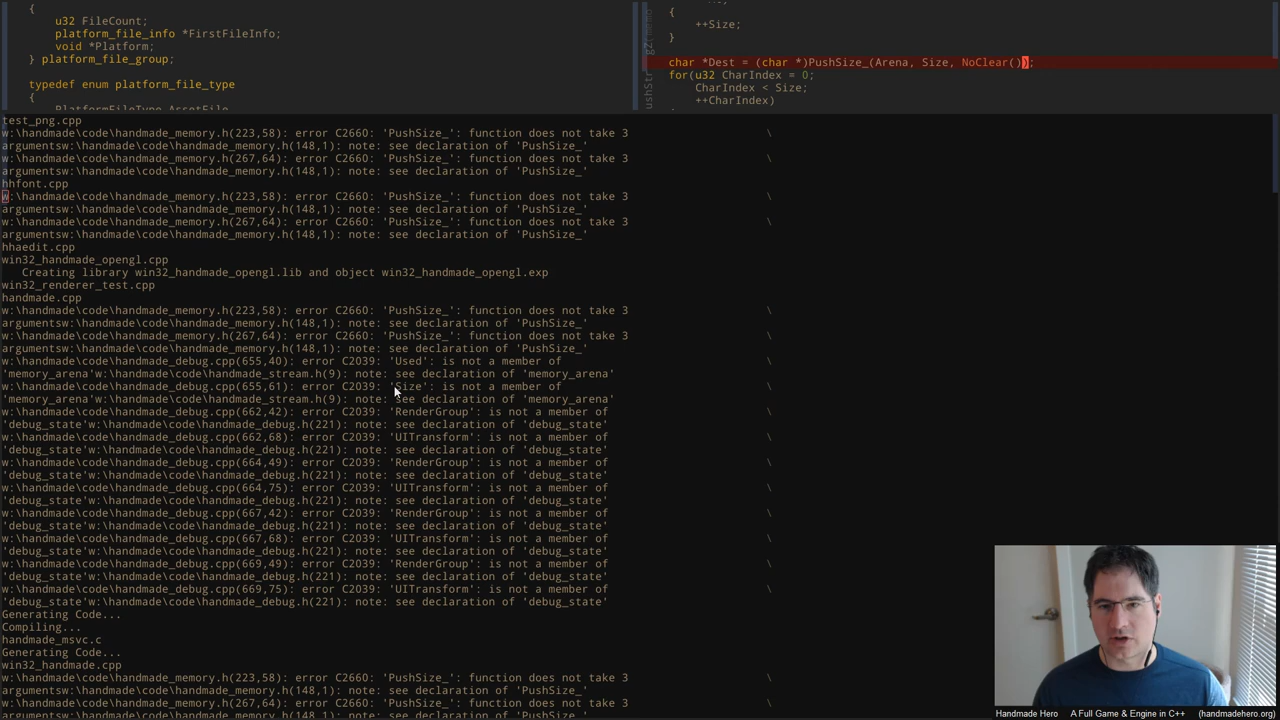 {
u32 FileCount;
platform_file_info *FirstFileInfo;
void *Platform;
} platform_file_group;
typedef enum platform_file_type
{
{
++Size;
}
char *Dest = (char *)PushSize_(Arena, Size, NoClear());
for(u32 CharIndex = 0;
CharIndex < Size;
++CharIndex)
test_png.cpp
w:\handmade\code\handmade_memory.h(223,58): error C2660: 'PushSize_': function does not take 3 \
argumentsw:\handmade\code\handmade_memory.h(148,1): note: see declaration of 'PushSize_'
w:\handmade\code\handmade_memory.h(267,64): error C2660: 'PushSize_': function does not take 3 \
argumentsw:\handmade\code\handmade_memory.h(148,1): note: see declaration of 'PushSize_'
hhfont.cpp
w:\handmade\code\handmade_memory.h(223,58): error C2660: 'PushSize_': function does not take 3 \
argumentsw:\handmade\code\handmade_memory.h(148,1): note: see declaration of 'PushSize_'
w:\handmade\code\handmade_memory.h(267,64): error C2660: 'PushSize_': function does not take 3 \
argumentsw:\handmade\code\handmade_memory.h(148,1): note: see declaration of 'PushSize_'
hhaedit.cpp
win32_handmade_opengl.cpp
Creating library win32_handmade_opengl.lib and object win32_handmade_opengl.exp
win32_renderer_test.cpp
handmade.cpp
w:\handmade\code\handmade_memory.h(223,58): error C2660: 'PushSize_': function does not take 3 \
argumentsw:\handmade\code\handmade_memory.h(148,1): note: see declaration of 'PushSize_'
w:\handmade\code\handmade_memory.h(267,64): error C2660: 'PushSize_': function does not take 3 \
argumentsw:\handmade\code\handmade_memory.h(148,1): note: see declaration of 'PushSize_'
w:\handmade\code\handmade_debug.cpp(655,40): error C2039: 'Used': is not a member of \
'memory_arena'w:\handmade\code\handmade_stream.h(9): note: see declaration of 'memory_arena'
w:\handmade\code\handmade_debug.cpp(655,61): error C2039: 'Size': is not a member of \
'memory_arena'w:\handmade\code\handmade_stream.h(9): note: see declaration of 'memory_arena'
w:\handmade\code\handmade_debug.cpp(662,42): error C2039: 'RenderGroup': is not a member of \
'debug_state'w:\handmade\code\handmade_debug.h(221): note: see declaration of 'debug_state'
w:\handmade\code\handmade_debug.cpp(662,68): error C2039: 'UITransform': is not a member of \
'debug_state'w:\handmade\code\handmade_debug.h(221): note: see declaration of 'debug_state'
w:\handmade\code\handmade_debug.cpp(664,49): error C2039: 'RenderGroup': is not a member of \
'debug_state'w:\handmade\code\handmade_debug.h(221): note: see declaration of 'debug_state'
w:\handmade\code\handmade_debug.cpp(664,75): error C2039: 'UITransform': is not a member of \
'debug_state'w:\handmade\code\handmade_debug.h(221): note: see declaration of 'debug_state'
w:\handmade\code\handmade_debug.cpp(667,42): error C2039: 'RenderGroup': is not a member of \
'debug_state'w:\handmade\code\handmade_debug.h(221): note: see declaration of 'debug_state'
w:\handmade\code\handmade_debug.cpp(667,68): error C2039: 'UITransform': is not a member of \
'debug_state'w:\handmade\code\handmade_debug.h(221): note: see declaration of 'debug_state'
w:\handmade\code\handmade_debug.cpp(669,49): error C2039: 'RenderGroup': is not a member of \
'debug_state'w:\handmade\code\handmade_debug.h(221): note: see declaration of 'debug_state'
w:\handmade\code\handmade_debug.cpp(669,75): error C2039: 'UITransform': is not a member of \
'debug_state'w:\handmade\code\handmade_debug.h(221): note: see declaration of 'debug_state'
Generating Code...
Compiling...
handmade_msvc.c
Generating Code...
win32_handmade.cpp
w:\handmade\code\handmade_memory.h(223,58): error C2660: 'PushSize_': function does not take 3 \
argumentsw:\handmade\code\handmade_memory.h(148,1): note: see declaration of 'PushSize_'
w:\handmade\code\handmade_memory.h(267,64): error C2660: 'PushSize_': function does not take 3 \
argumentsw:\handmade\code\handmade_memory.h(148,1): note: see declaration of 'PushSize_'
Handmade Hero A Full Game & Engine in C++ (handmadehero.org)